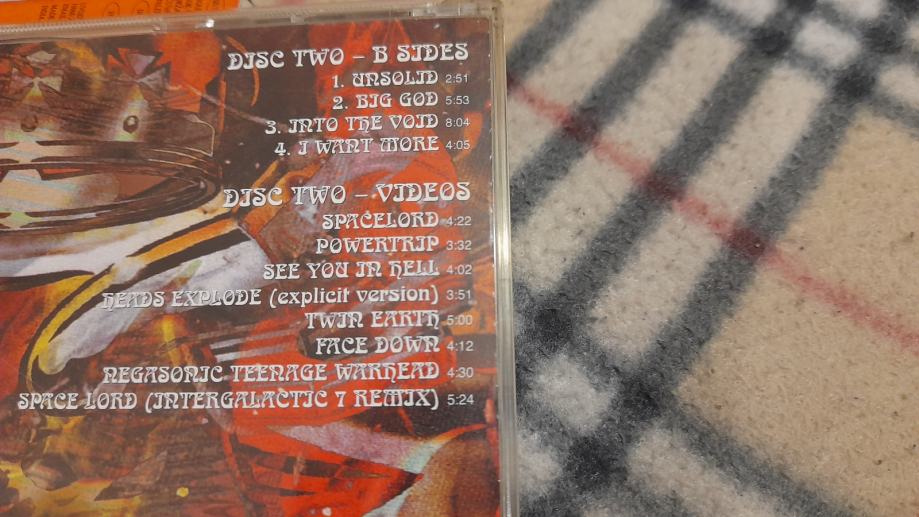 DISC TWO – B SIDES
1. UNSOLID 2:51
2. BIG GOD 5:53
3. INTO THE VOID 8:04
4. I WANT MORE 4:05
DISC TWO – VIDEOS
SPACELORD 4:22
POWERTRIP 3:32
SEE YOU IN HELL 4:02
HEADS EXPLODE (explicit version) 3:51
TWIN EARTH 5:00
FACE DOWN 4:12
NEGASONIC TEENAGE WARHEAD 4:30
SPACE LORD (INTERGALACTIC 7 REMIX) 5:24